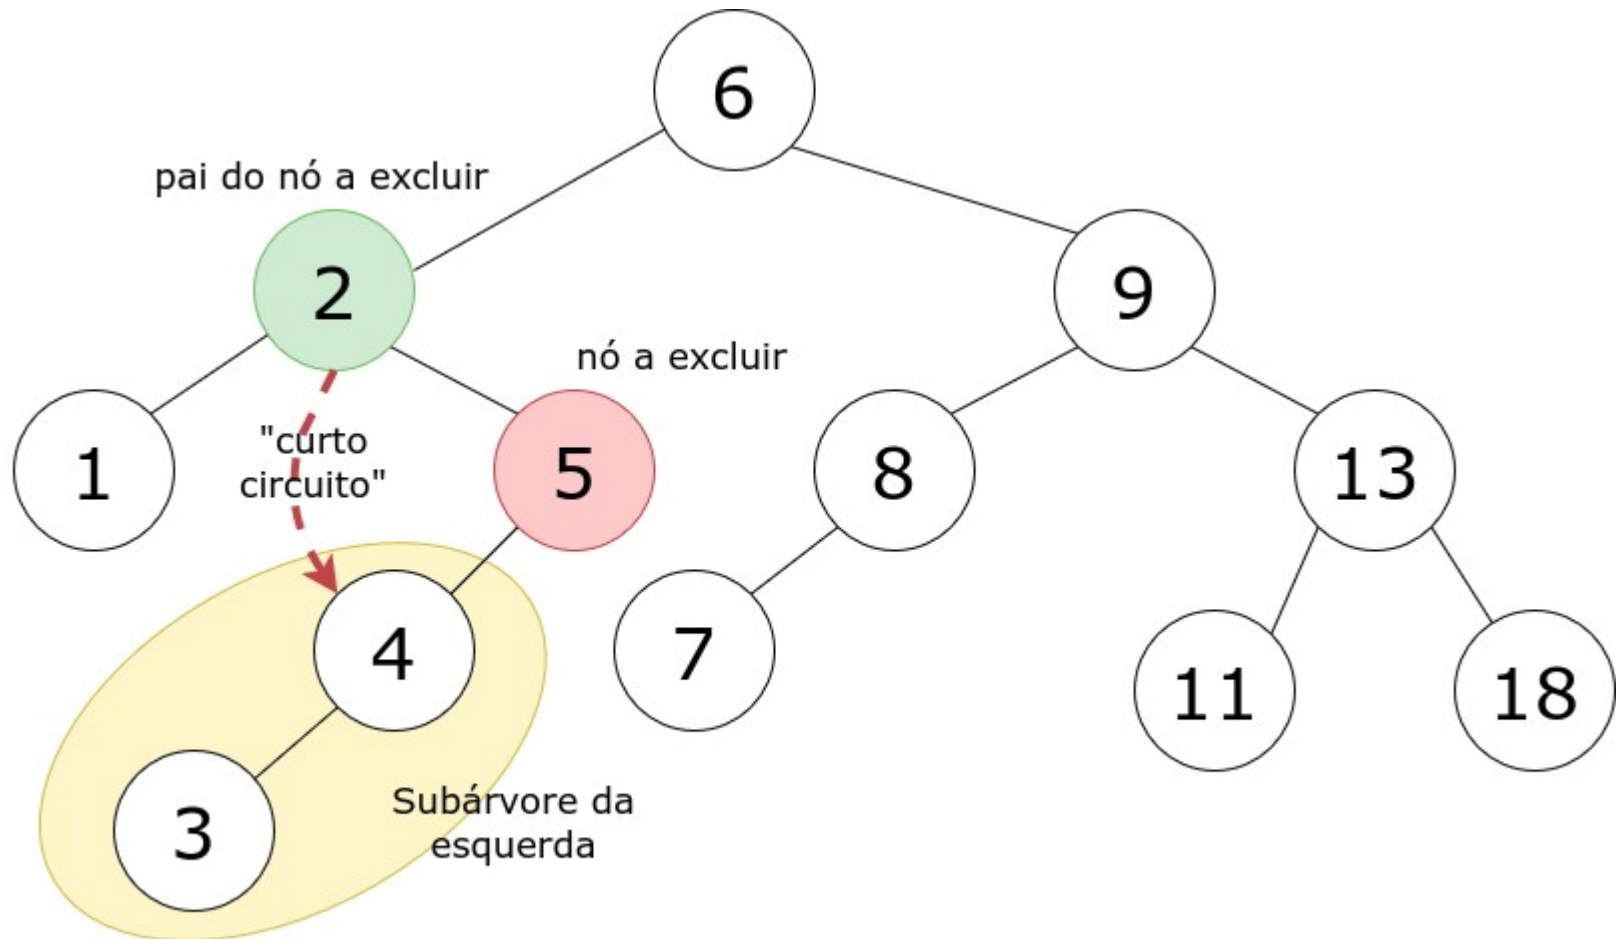 6
pai do nó a excluir
2
9
nó a excluir
1
"curto
circuito"
5
8
13
4
7
11
18
3
Subárvore da
esquerda